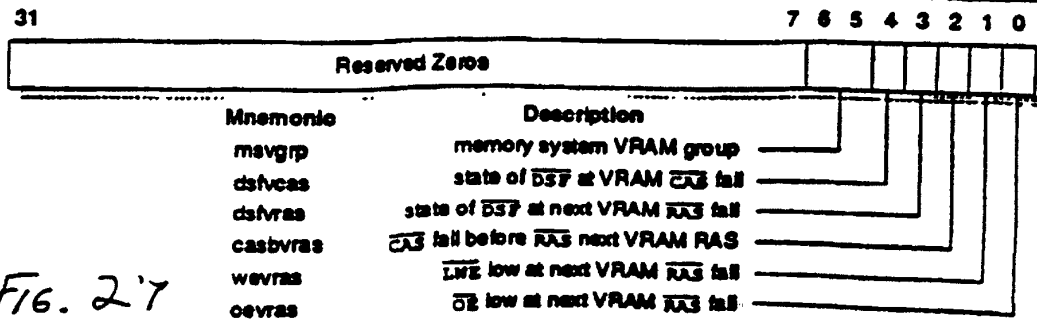 31 7 6 5 4 3 2 1 0
Reserved Zeros
Mnemonic Description
msvgrp memory system VRAM group
dsfvcas state of DSF at VRAM CAS fall
dsfvras state of DSF at next VRAM RAS fall
casbvras CAS fall before RAS next VRAM RAS
wevras LWE low at next VRAM RAS fall
oevras OE low at next VRAM RAS fall
FIG. 27